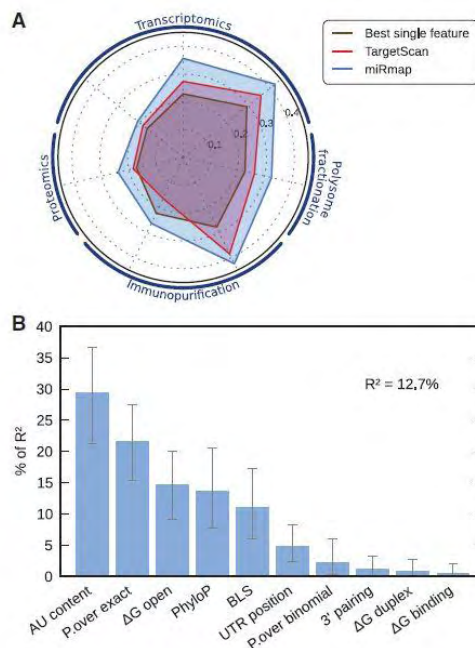 A
Transcriptomics
Best single feature
TargetScan
miRmap
0.1
0.2
0.3
0.4
Proteomics
Polysome
fractionation
Immunopurification
B
40
35
30
25
20
15
10
5
0
% of R²
R² = 12,7%
AU content
P.over exact
ΔG open
PhyloP
BLS
UTR position
P.over binomial
3' pairing
ΔG duplex
ΔG binding